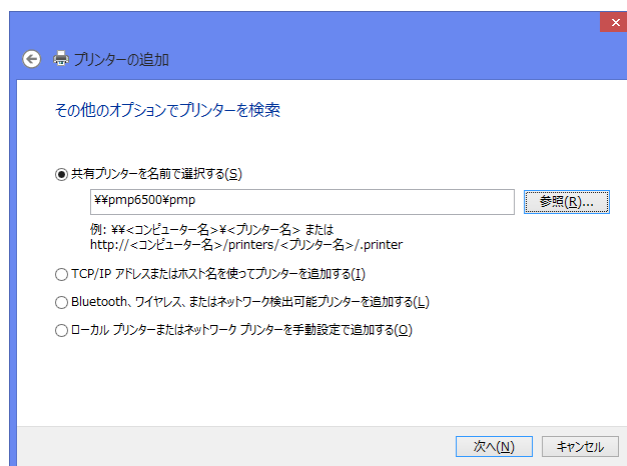 プリンターの追加
その他のオプションでプリンターを検索
共有プリンターを名前で選択する(S)
¥¥pmp6500¥pmp
参照(R)...
例: ¥¥<コンピューター名>¥<プリンター名> または
http://<コンピューター名>/printers/<プリンター名>/.printer
TCP/IP アドレスまたはホスト名を使ってプリンターを追加する(I)
Bluetooth、ワイヤレス、またはネットワーク検出可能プリンターを追加する(L)
ローカル プリンターまたはネットワーク プリンターを手動設定で追加する(O)
次へ(N)
キャンセル